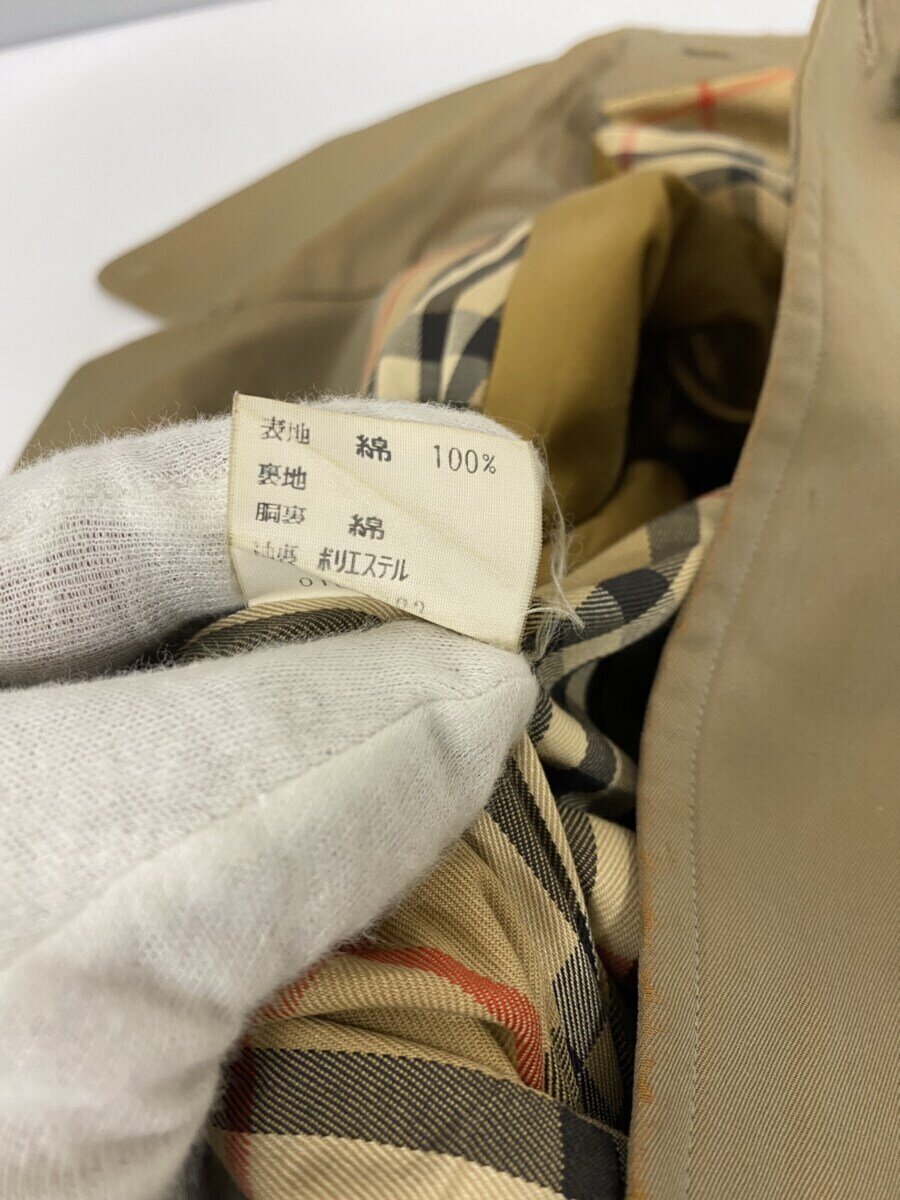 表地 綿 100%
裏地
胴裏 綿
袖裏 ポリエステル